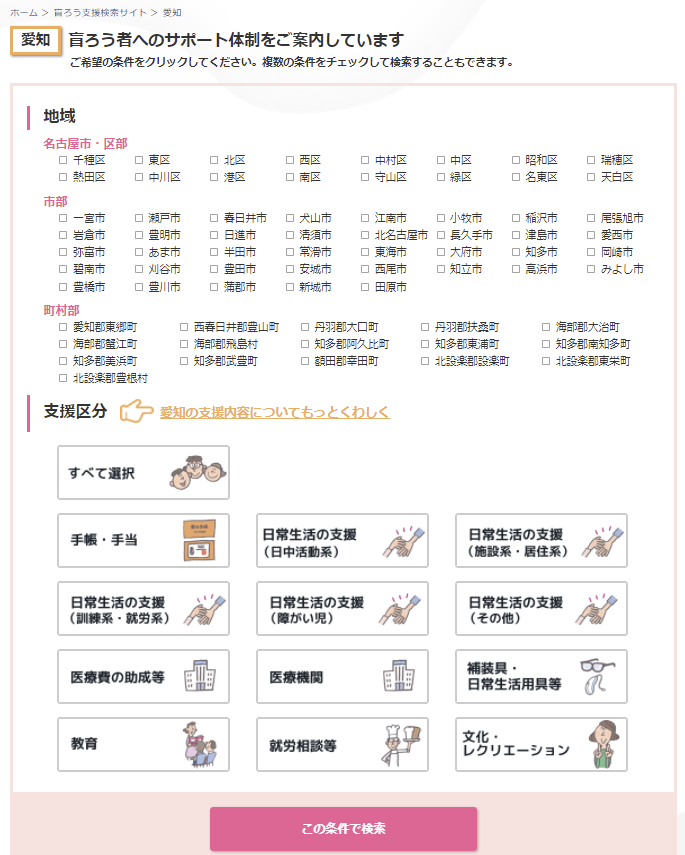 ホーム > 盲ろう支援検索サイト > 愛知
愛知 盲ろう者へのサポート体制をご案内しています
ご希望の条件をクリックしてください。複数の条件をチェックして検索することもできます。
地域
名古屋市・区部
千種区 東区 北区 西区 中村区 中区 昭和区 瑞穂区
熱田区 中川区 港区 南区 守山区 緑区 名東区 天白区
市部
一宮市 瀬戸市 春日井市 犬山市 江南市 小牧市 稲沢市 尾張旭市
岩倉市 豊明市 日進市 清須市 北名古屋市 長久手市 津島市 愛西市
弥富市 あま市 半田市 常滑市 東海市 大府市 知多市 岡崎市
碧南市 刈谷市 豊田市 安城市 西尾市 知立市 高浜市 みよし市
豊橋市 豊川市 蒲郡市 新城市 田原市
町村部
愛知郡東郷町 西春日井郡豊山町 丹羽郡大口町 丹羽郡扶桑町 海部郡大治町
海部郡蟹江町 海部郡飛島村 知多郡阿久比町 知多郡東浦町 知多郡南知多町
知多郡美浜町 知多郡武豊町 額田郡幸田町 北設楽郡設楽町 北設楽郡東栄町
北設楽郡豊根村
支援区分 愛知の支援内容についてもっとくわしく
すべて選択
手帳・手当 日常生活の支援 日常生活の支援
（日中活動系） （施設系・居住系）
日常生活の支援 日常生活の支援 日常生活の支援
（訓練系・就労系） （障がい児） （その他）
医療費の助成等 医療機関 補装具・
日常生活用具等
教育 就労相談等 文化・
レクリエーション
この条件で検索